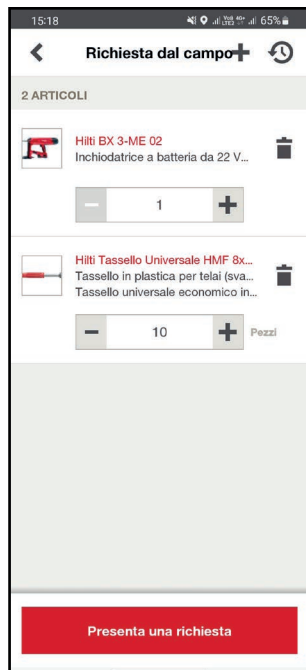 15:18 65%
Richiesta dal campo
2 ARTICOLI
Hilti BX 3-ME 02
Inchiodatrice a batteria da 22 V...
1
Hilti Tassello Universale HMF 8x...
Tassello in plastica per telai (sva...
Tassello universale economico in...
10 Pezzi
Presenta una richiesta